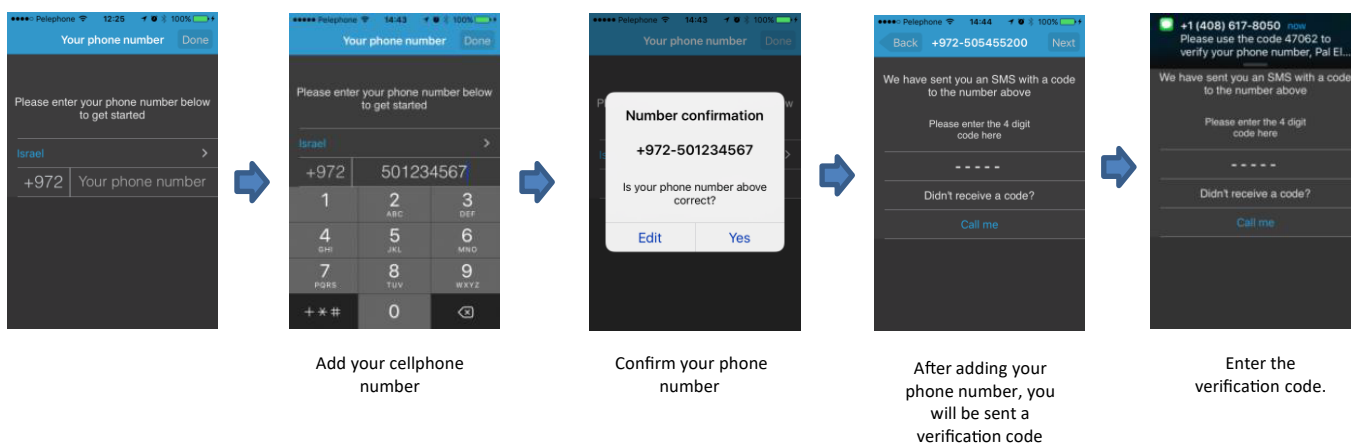 ●●●●○ Pelephone 12:25 100%
Your phone number Done
Please enter your phone number below
to get started
Israel >
+972 Your phone number
●●●●● Pelephone 14:43 100%
Your phone number Done
Please enter your phone number below
to get started
Israel >
+972 501234567
1 2 3
ABC DEF
4 5 6
GHI JKL MNO
7 8 9
PQRS TUV WXYZ
+*# 0
Add your cellphone
number
●●●●● Pelephone 14:43 100%
Your phone number Done
Number confirmation
+972-501234567
Is your phone number above
correct?
Edit Yes
Confirm your phone
number
●●●●○ Pelephone 14:44 100%
Back +972-505455200 Next
We have sent you an SMS with a code
to the number above
Please enter the 4 digit
code here
- - - - -
Didn't receive a code?
Call me
After adding your
phone number, you
will be sent a
verification code
+1 (408) 617-8050 now
Please use the code 47062 to
verify your phone number, Pal El...
We have sent you an SMS with a code
to the number above
Please enter the 4 digit
code here
- - - - -
Didn't receive a code?
Call me
Enter the
verification code.